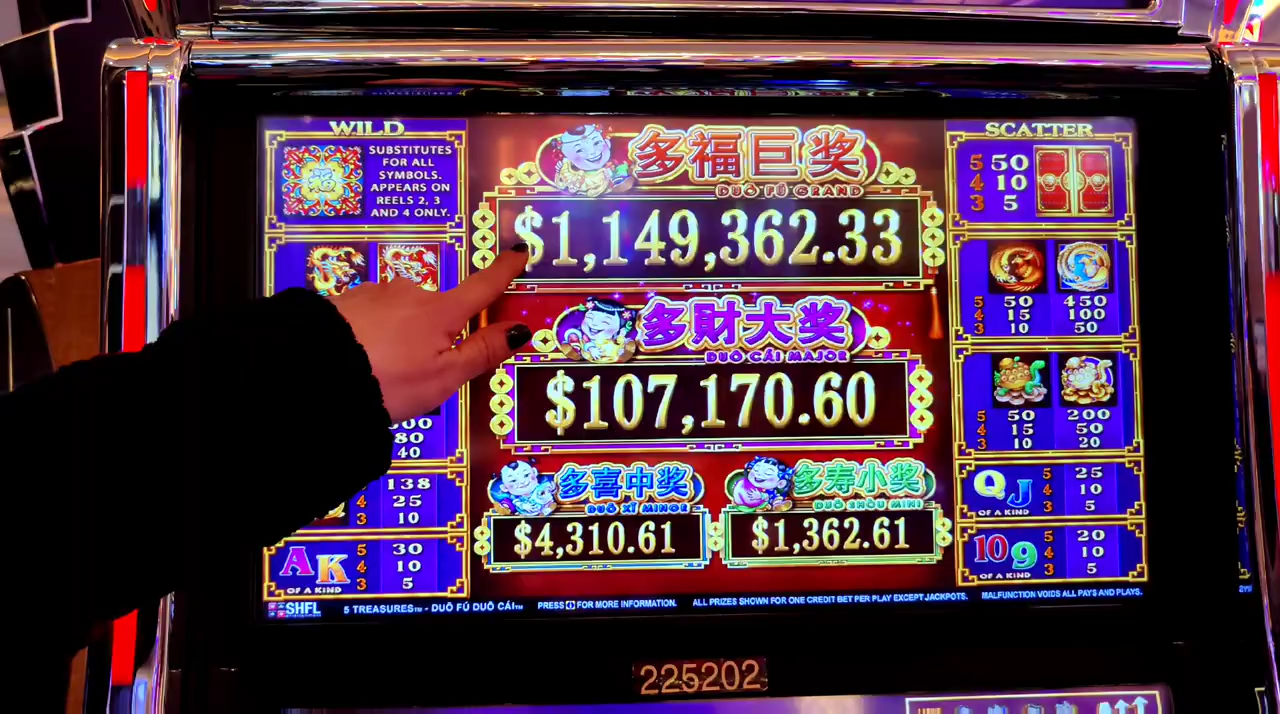 WILD
SUBSTITUTES
FOR ALL
SYMBOLS.
APPEARS ON
REELS 2, 3
AND 4 ONLY.
福
80
40
138
4 25
3 10
A K
OF A KIND
5 30
4 10
3 5
多福巨奖
DUŌ FÚ GRAND
$1,149,362.33
多財大奖
DUŌ CÁI MAJOR
$107,170.60
多喜中奖
DUŌ XǏ MINOR
$4,310.61
多寿小奖
DUŌ SHÒU MINI
$1,362.61
SCATTER
5 50
4 10
3 5
5 50 450
4 15 100
3 10 50
5 50 200
4 15 50
3 10 20
Q J
OF A KIND
5 25
4 10
3 5
10 9
OF A KIND
5 20
4 10
3 5
SHFL
5 TREASURES™ - DUŌ FÚ DUŌ CÁI™ PRESS i FOR MORE INFORMATION. ALL PRIZES SHOWN FOR ONE CREDIT BET PER PLAY EXCEPT JACKPOTS. MALFUNCTION VOIDS ALL PAYS AND PLAYS.
225202